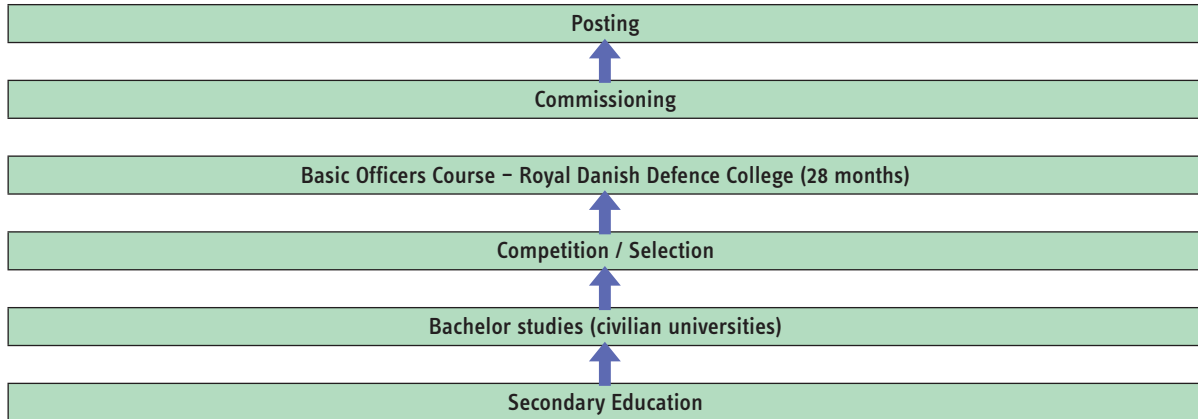 Posting
Commissioning
Basic Officers Course – Royal Danish Defence College (28 months)
Competition / Selection
Bachelor studies (civilian universities)
Secondary Education